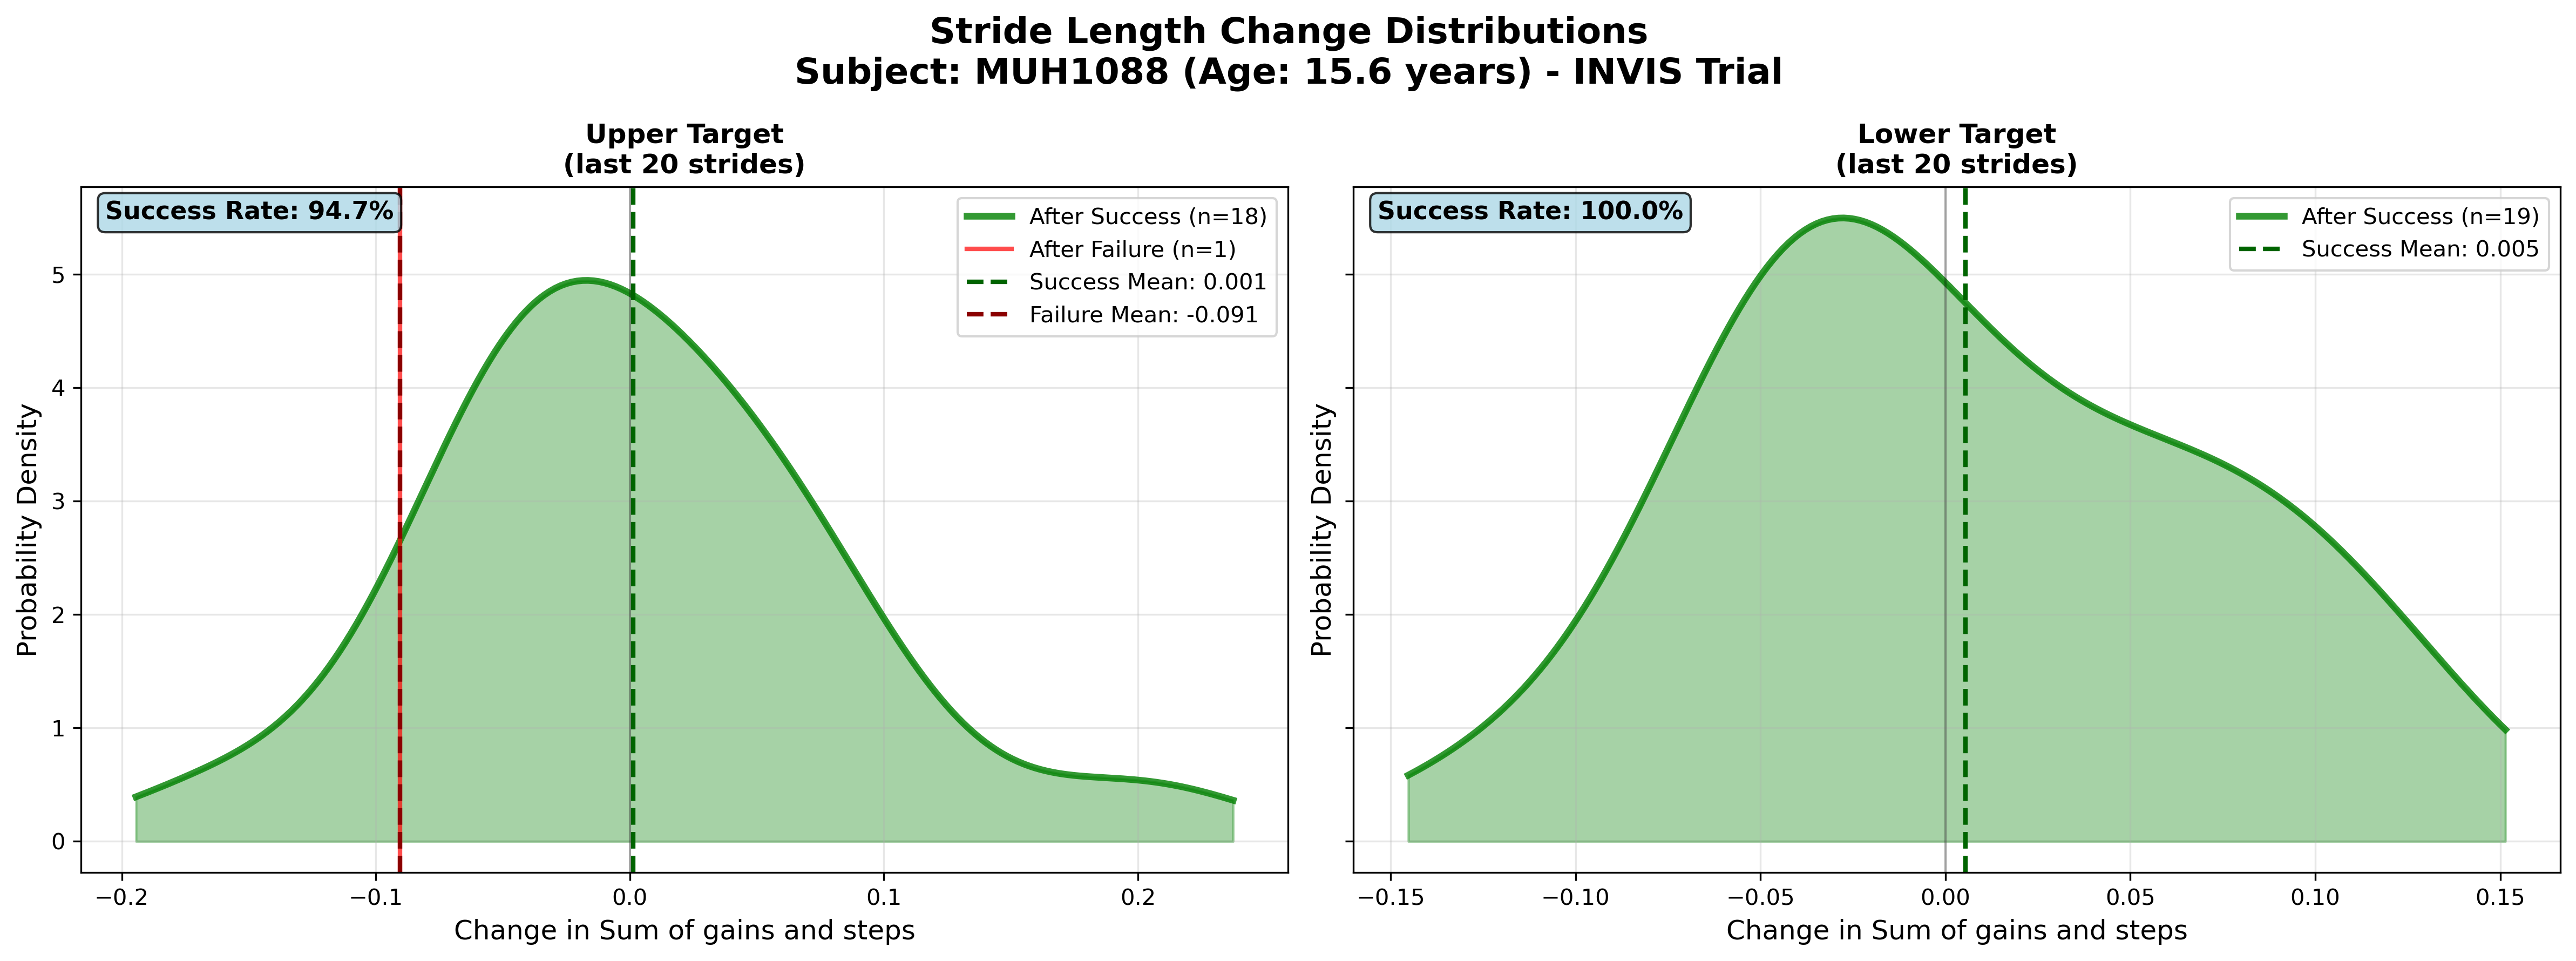 Stride Length Change Distributions
Subject: MUH1088 (Age: 15.6 years) - INVIS Trial
Upper Target
(last 20 strides)
Success Rate: 94.7%
After Success (n=18)
After Failure (n=1)
Success Mean: 0.001
Failure Mean: -0.091
Probability Density
5
4
3
2
1
0
−0.2
−0.1
0.0
0.1
0.2
Change in Sum of gains and steps
Lower Target
(last 20 strides)
Success Rate: 100.0%
After Success (n=19)
Success Mean: 0.005
Probability Density
−0.15
−0.10
−0.05
0.00
0.05
0.10
0.15
Change in Sum of gains and steps